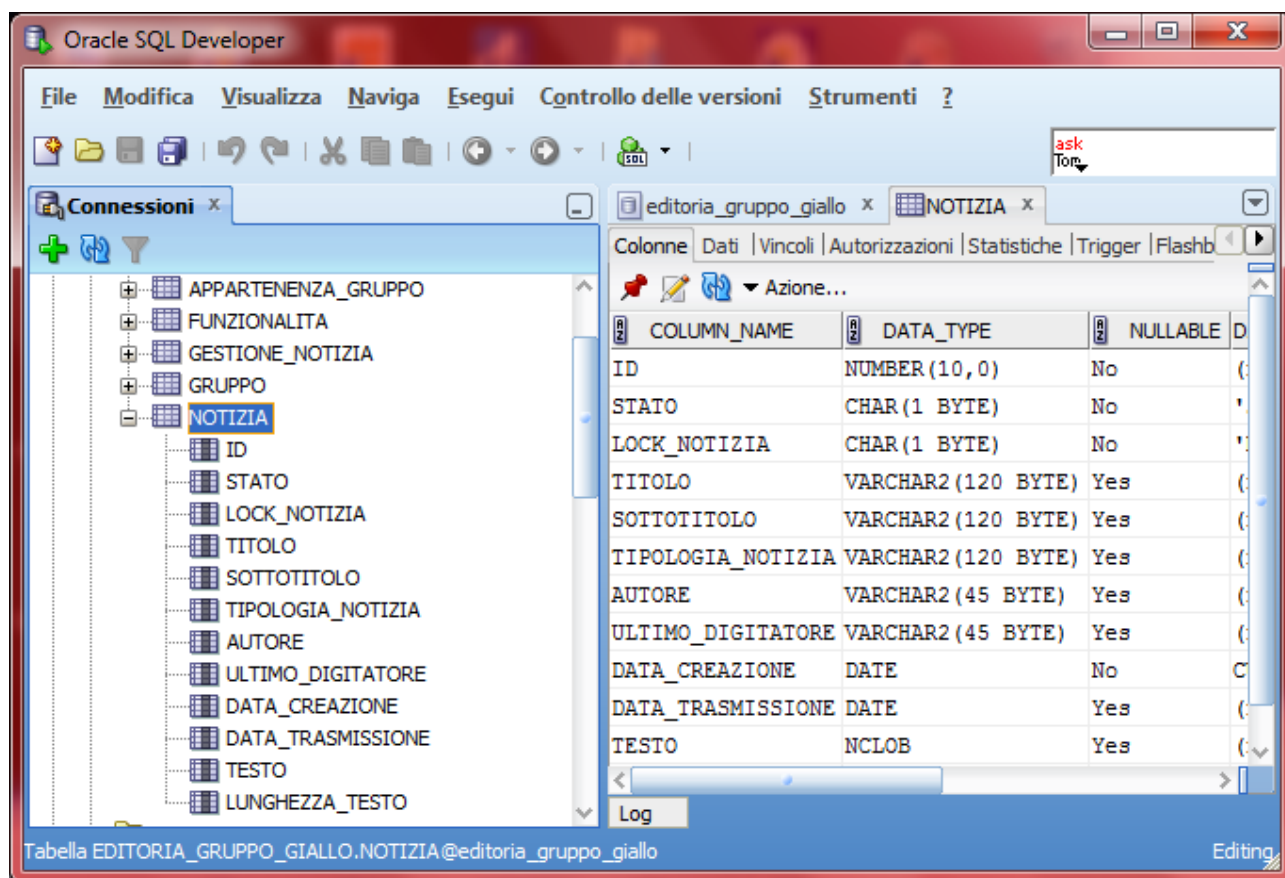 Oracle SQL Developer
File Modifica Visualizza Naviga Esegui Controllo delle versioni Strumenti ?
SQL
ask
Tom
Connessioni x
APPARTENENZA_GRUPPO
FUNZIONALITA
GESTIONE_NOTIZIA
GRUPPO
NOTIZIA
ID
STATO
LOCK_NOTIZIA
TITOLO
SOTTOTITOLO
TIPOLOGIA_NOTIZIA
AUTORE
ULTIMO_DIGITATORE
DATA_CREAZIONE
DATA_TRASMISSIONE
TESTO
LUNGHEZZA_TESTO
editoria_gruppo_giallo x NOTIZIA x
Colonne Dati | Vincoli | Autorizzazioni | Statistiche | Trigger | Flashb
Azione...
COLUMN_NAME DATA_TYPE NULLABLE D
ID NUMBER(10,0) No (
STATO CHAR(1 BYTE) No '
LOCK_NOTIZIA CHAR(1 BYTE) No '
TITOLO VARCHAR2(120 BYTE) Yes (
SOTTOTITOLO VARCHAR2(120 BYTE) Yes (
TIPOLOGIA_NOTIZIA VARCHAR2(120 BYTE) Yes (
AUTORE VARCHAR2(45 BYTE) Yes (
ULTIMO_DIGITATORE VARCHAR2(45 BYTE) Yes (
DATA_CREAZIONE DATE No C
DATA_TRASMISSIONE DATE Yes (
TESTO NCLOB Yes (
Log
Tabella EDITORIA_GRUPPO_GIALLO.NOTIZIA@editoria_gruppo_giallo Editing